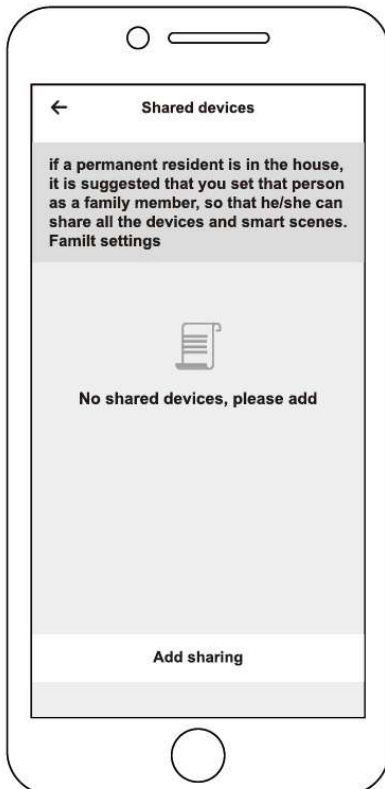 Shared devices
if a permanent resident is in the house,
it is suggested that you set that person
as a family member, so that he/she can
share all the devices and smart scenes.
Familt settings
No shared devices, please add
Add sharing